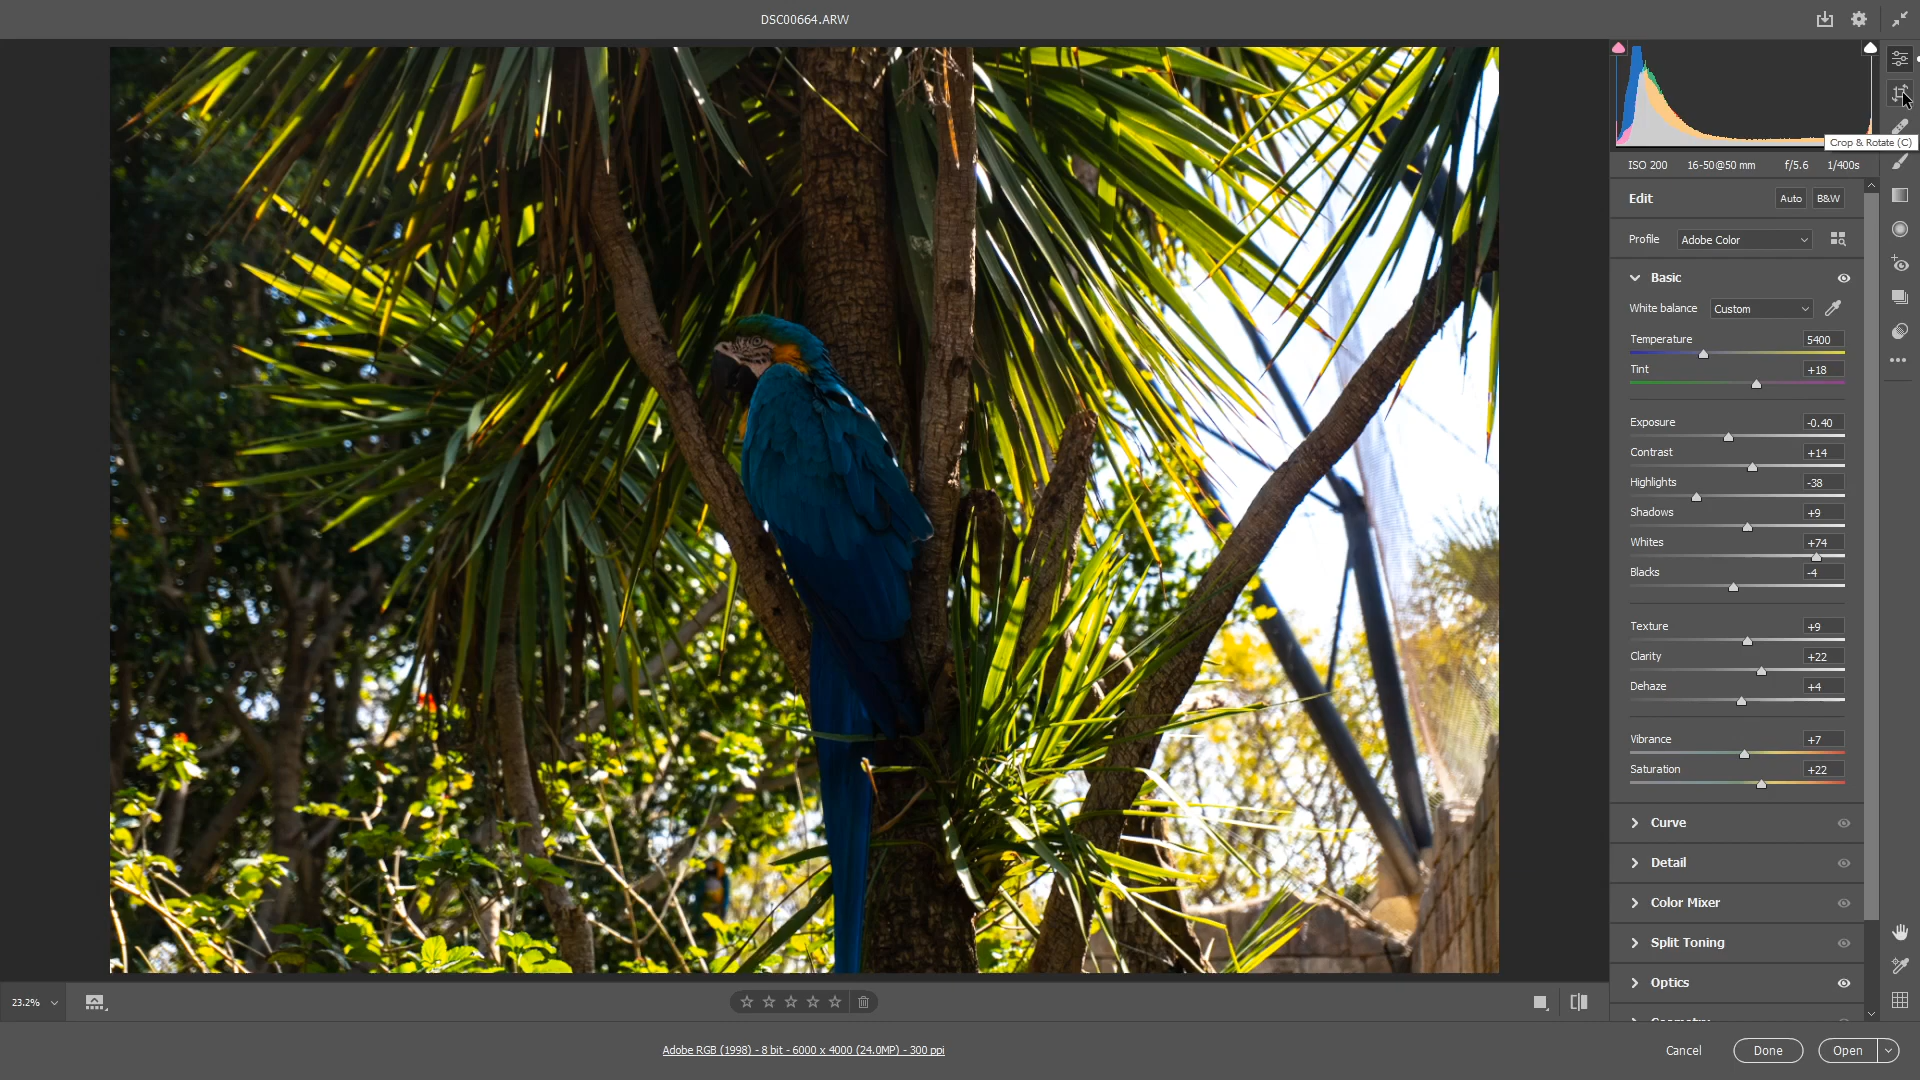 DSC00664.ARW
Crop & Rotate (C)
ISO 200 16-50@50 mm f/5.6 1/400s
Edit Auto B&W
Profile Adobe Color
Basic
White balance Custom
Temperature 5400
Tint +18
Exposure -0.40
Contrast +14
Highlights -38
Shadows +9
Whites +74
Blacks -4
Texture +9
Clarity +22
Dehaze +4
Vibrance +7
Saturation +22
Curve
Detail
Color Mixer
Split Toning
Optics
Geometry
23.2%
Adobe RGB (1998) - 8 bit - 6000 x 4000 (24.0MP) - 300 ppi
Cancel Done Open